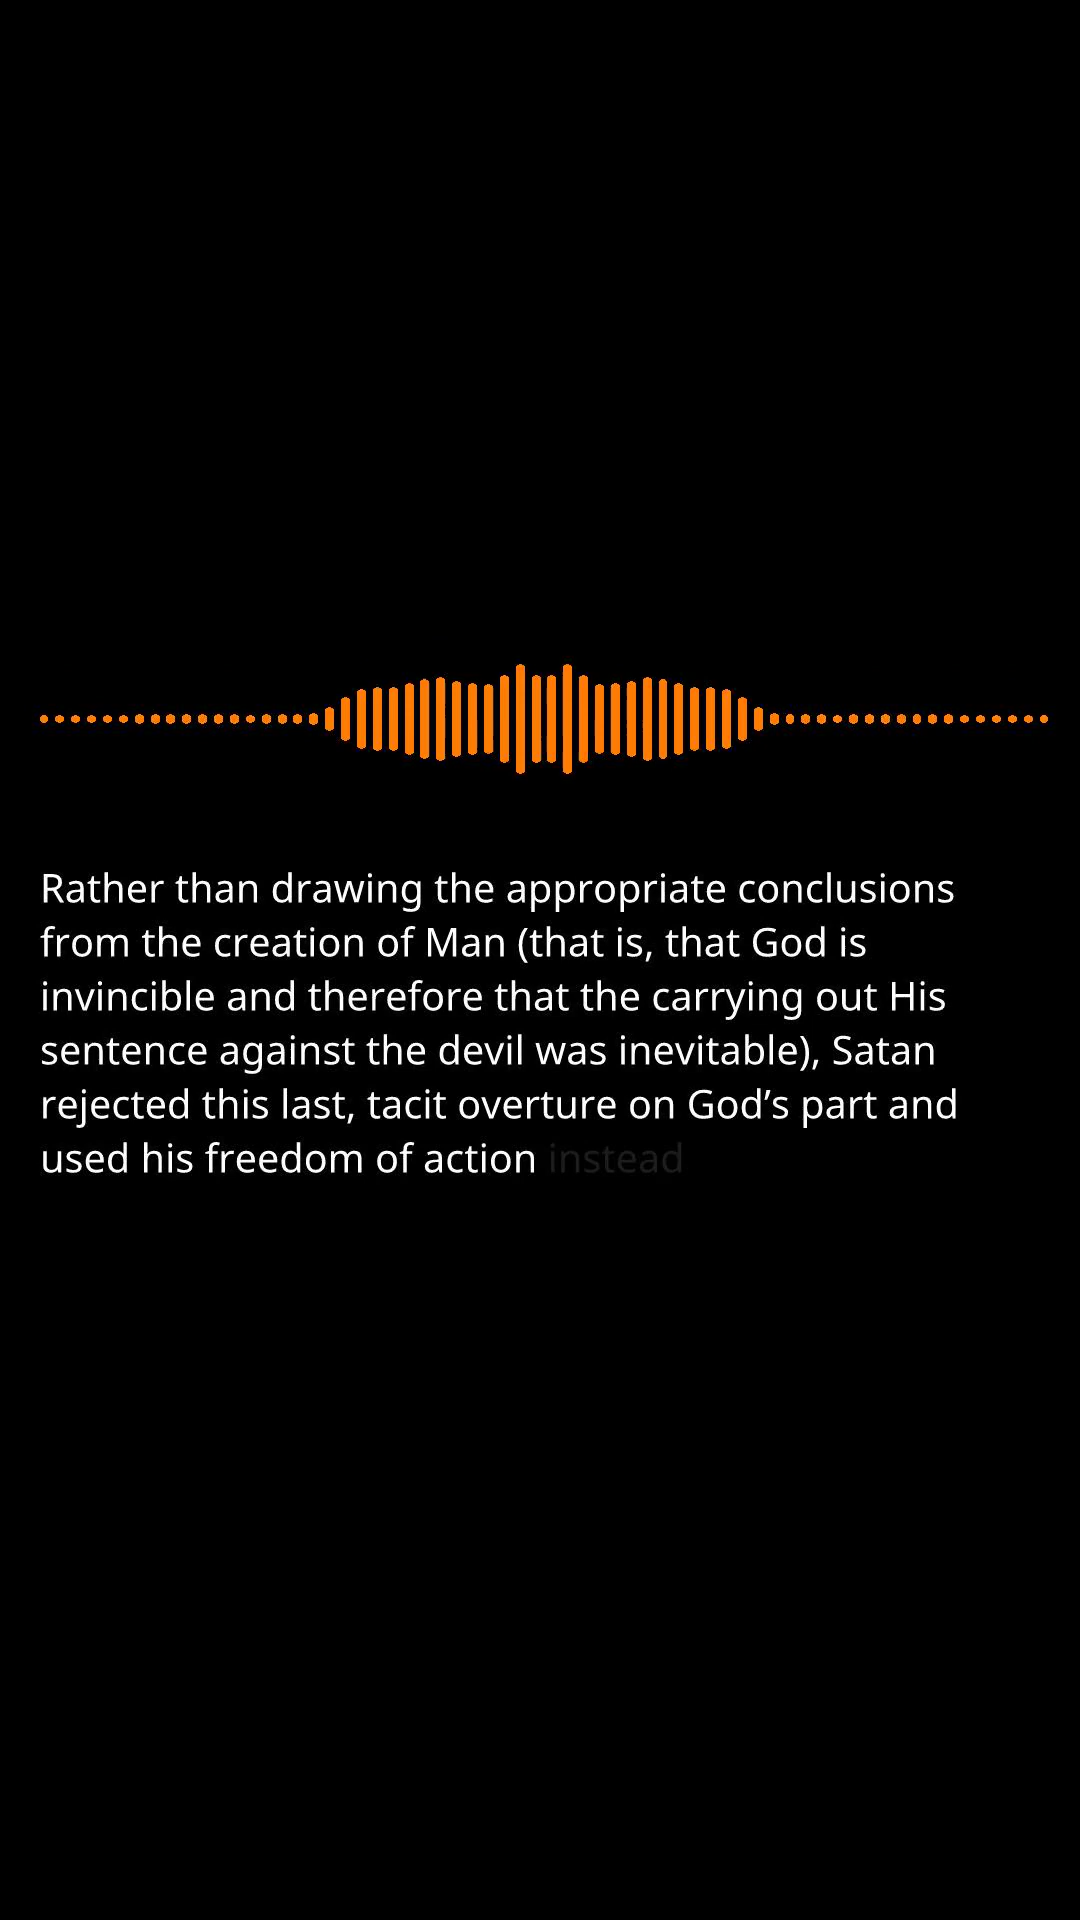 Rather than drawing the appropriate conclusions
from the creation of Man (that is, that God is
invincible and therefore that the carrying out His
sentence against the devil was inevitable), Satan
rejected this last, tacit overture on God’s part and
used his freedom of action instead